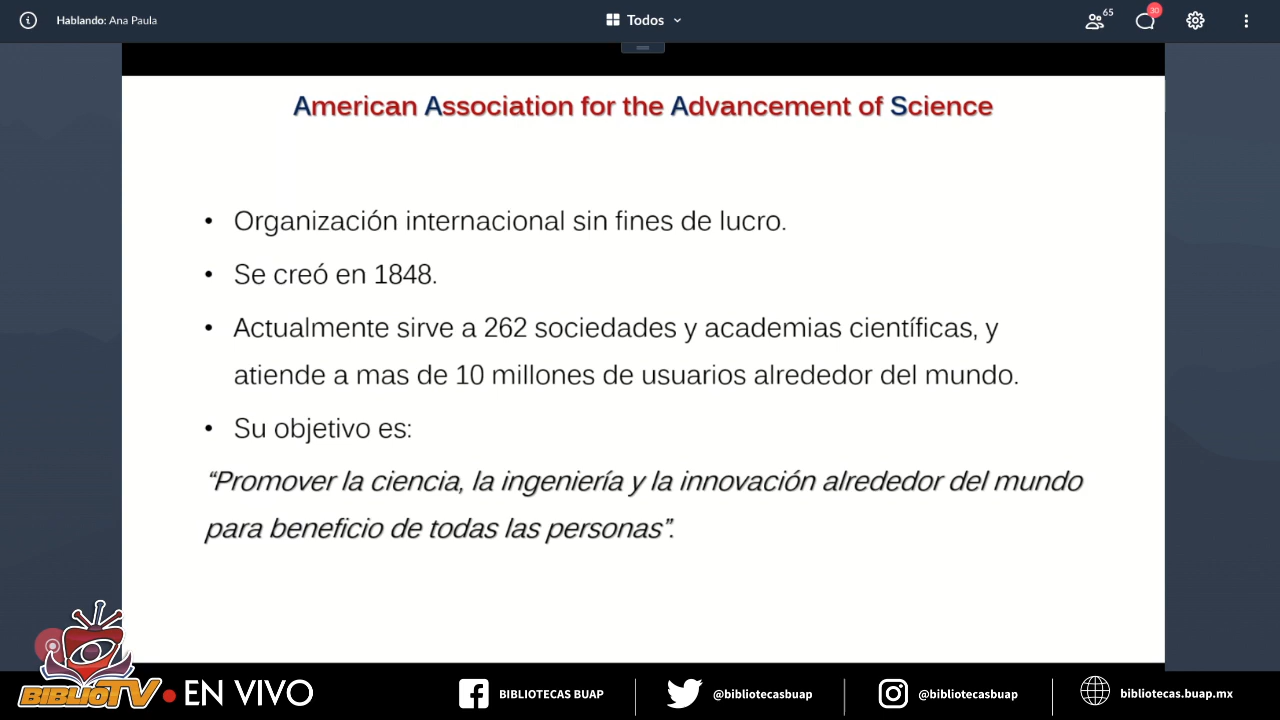 Hablando: Ana Paula
Todos
65
30
American Association for the Advancement of Science
• Organización internacional sin fines de lucro.
• Se creó en 1848.
• Actualmente sirve a 262 sociedades y academias científicas, y
atiende a mas de 10 millones de usuarios alrededor del mundo.
• Su objetivo es:
“Promover la ciencia, la ingeniería y la innovación alrededor del mundo
para beneficio de todas las personas”.
BIBLIOTV
EN VIVO
BIBLIOTECAS BUAP
@bibliotecasbuap
@bibliotecasbuap
bibliotecas.buap.mx